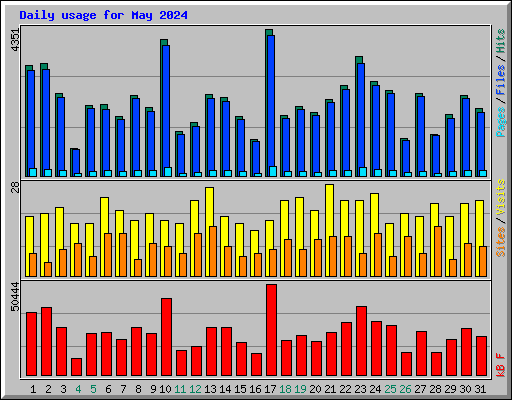 Daily usage for May 2024
4351
Pages / Files / Hits
28
Sites / Visits
50444
kB F
1 2 3 4 5 6 7 8 9 10 11 12 13 14 15 16 17 18 19 20 21 22 23 24 25 26 27 28 29 30 31